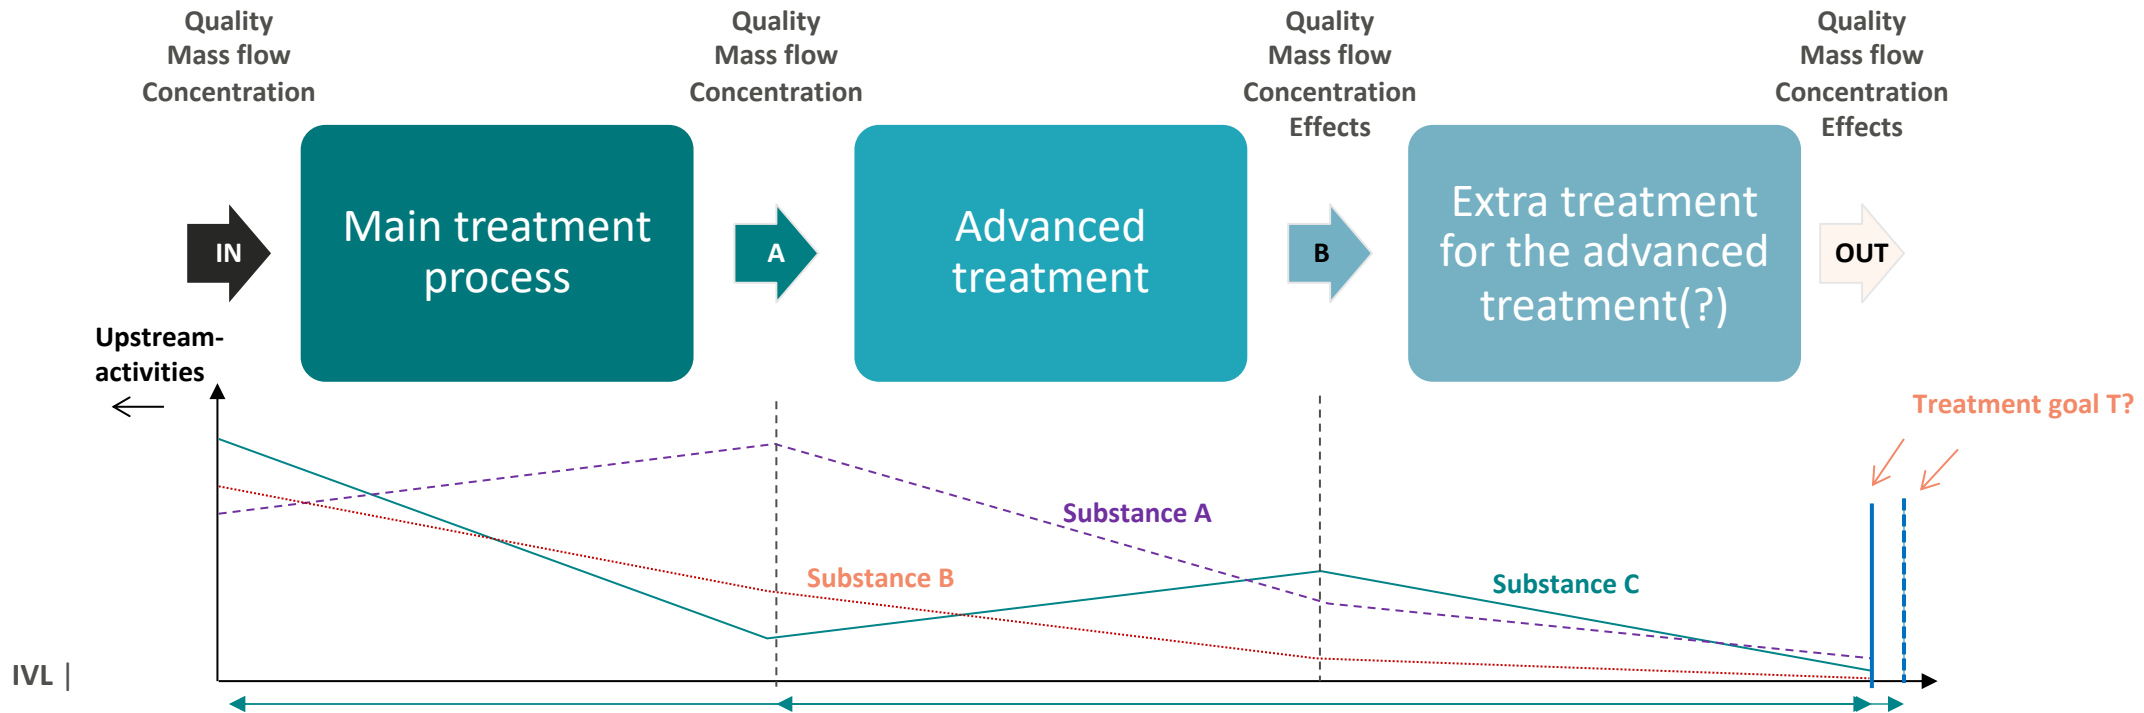 Quality
Mass flow
Concentration
Quality
Mass flow
Concentration
Quality
Mass flow
Concentration
Effects
Quality
Mass flow
Concentration
Effects
IN
Main treatment
process
A
Advanced
treatment
B
Extra treatment
for the advanced
treatment(?)
OUT
Upstream-
activities
Treatment goal T?
Substance A
Substance B
Substance C
IVL |